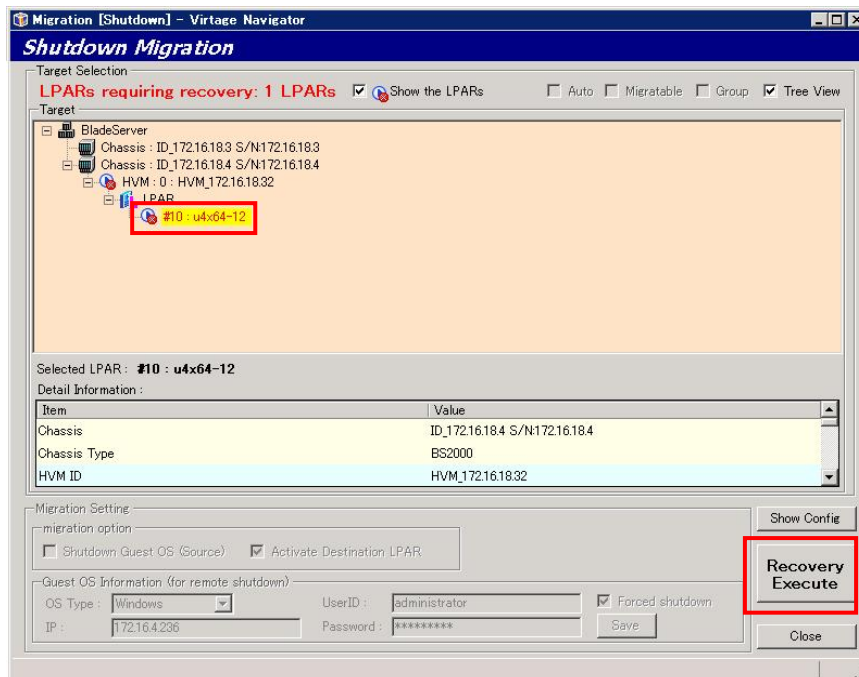 Migration [Shutdown] - Virtage Navigator
Shutdown Migration
Target Selection
LPARs requiring recovery: 1 LPARs Show the LPARs Auto Migratable Group Tree View
Target
BladeServer
Chassis : ID_172.16.18.3 S/N:172.16.18.3
Chassis : ID_172.16.18.4 S/N:172.16.18.4
HVM : 0 : HVM_172.16.18.32
LPAR
#10 : u4x64-12
Selected LPAR : #10 : u4x64-12
Detail Information :
Item Value
Chassis ID_172.16.18.4 S/N:172.16.18.4
Chassis Type BS2000
HVM ID HVM_172.16.18.32
Migration Setting
migration option
Shutdown Guest OS (Source) Activate Destination LPAR
Guest OS Information (for remote shutdown)
OS Type : Windows UserID : administrator Forced shutdown
IP : 172.16.4.236 Password : ********* Save
Show Config
Recovery
Execute
Close